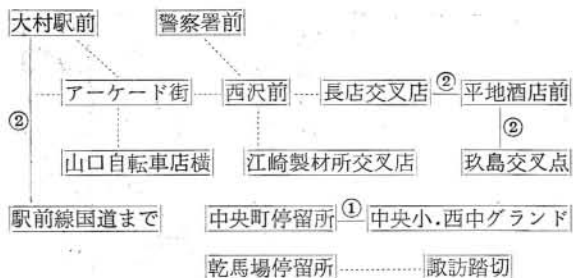 大村駅前 警察署前
アーケード街 西沢前 長店交叉店 ② 平地酒店前
② ②
山口自転車店横 江崎製材所交叉店 玖島交叉点
駅前線国道まで 中央町停留所 ① 中央小.西中グランド
乾馬場停留所 諏訪踏切